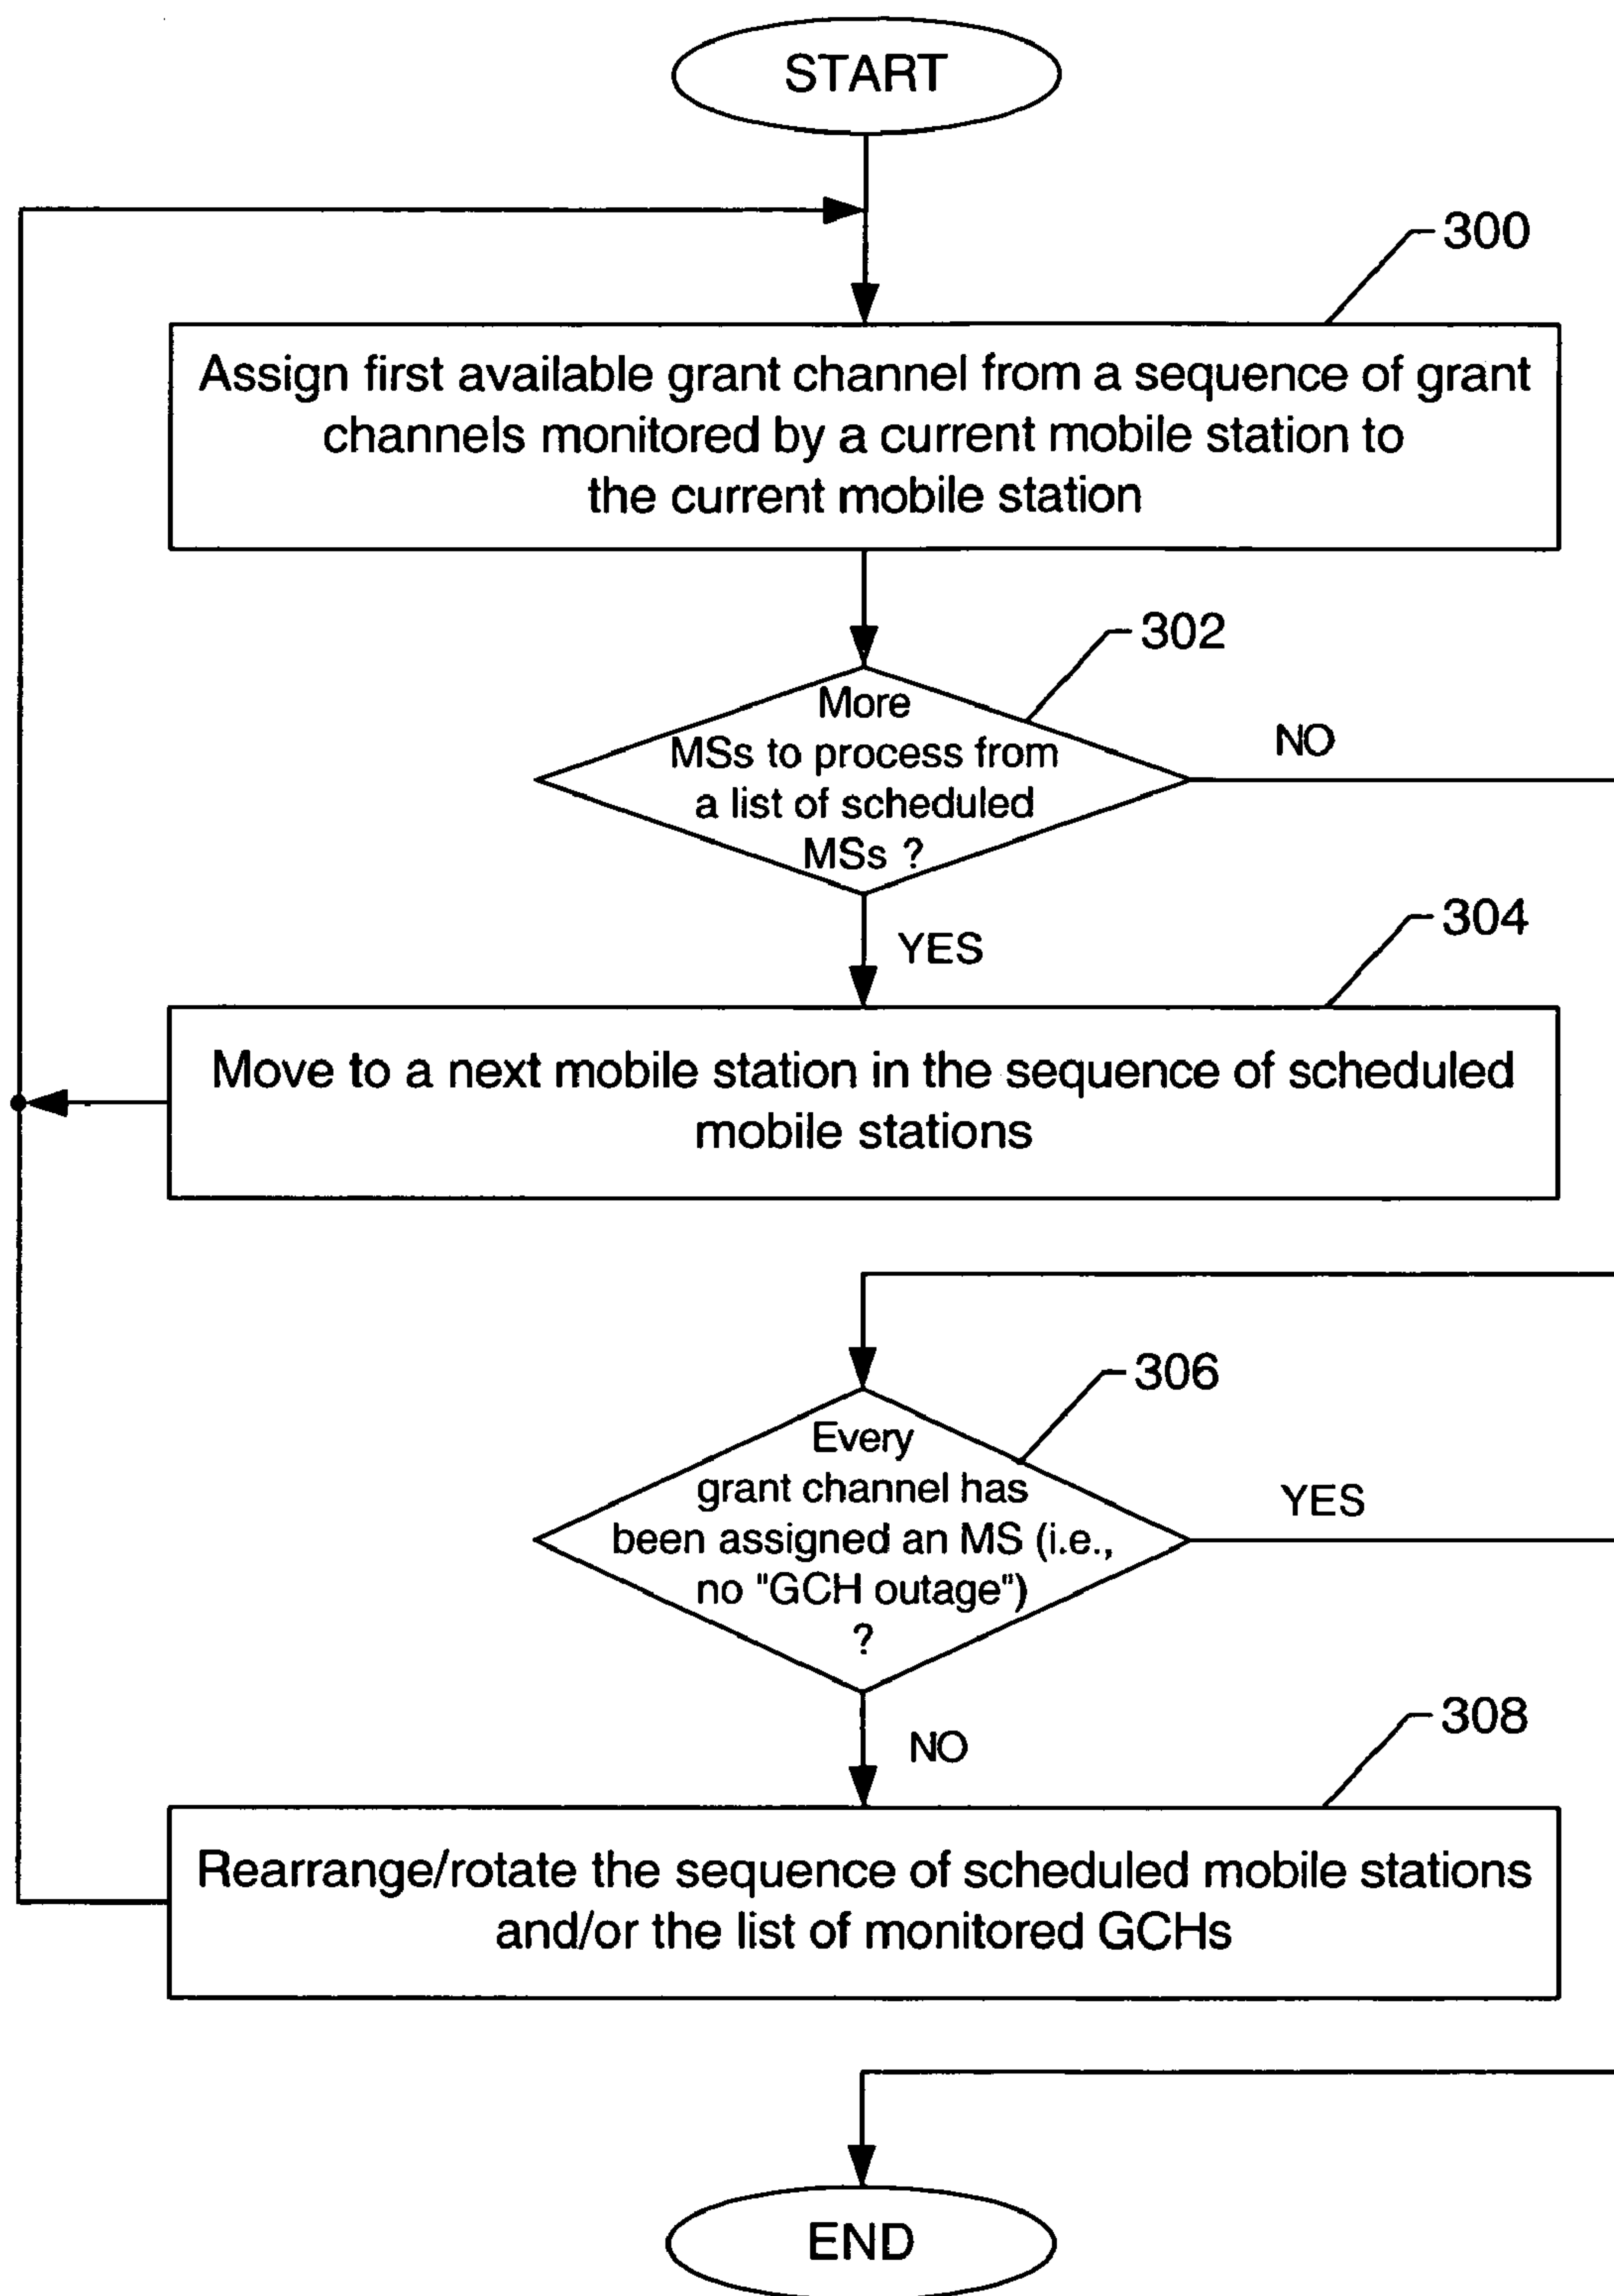 START
300
Assign first available grant channel from a sequence of grant
channels monitored by a current mobile station to
the current mobile station
302
More
MSs to process from
a list of scheduled
MSs ?
NO
YES
304
Move to a next mobile station in the sequence of scheduled
mobile stations
306
Every
grant channel has
been assigned an MS (i.e.,
no "GCH outage")
?
YES
NO
308
Rearrange/rotate the sequence of scheduled mobile stations
and/or the list of monitored GCHs
END